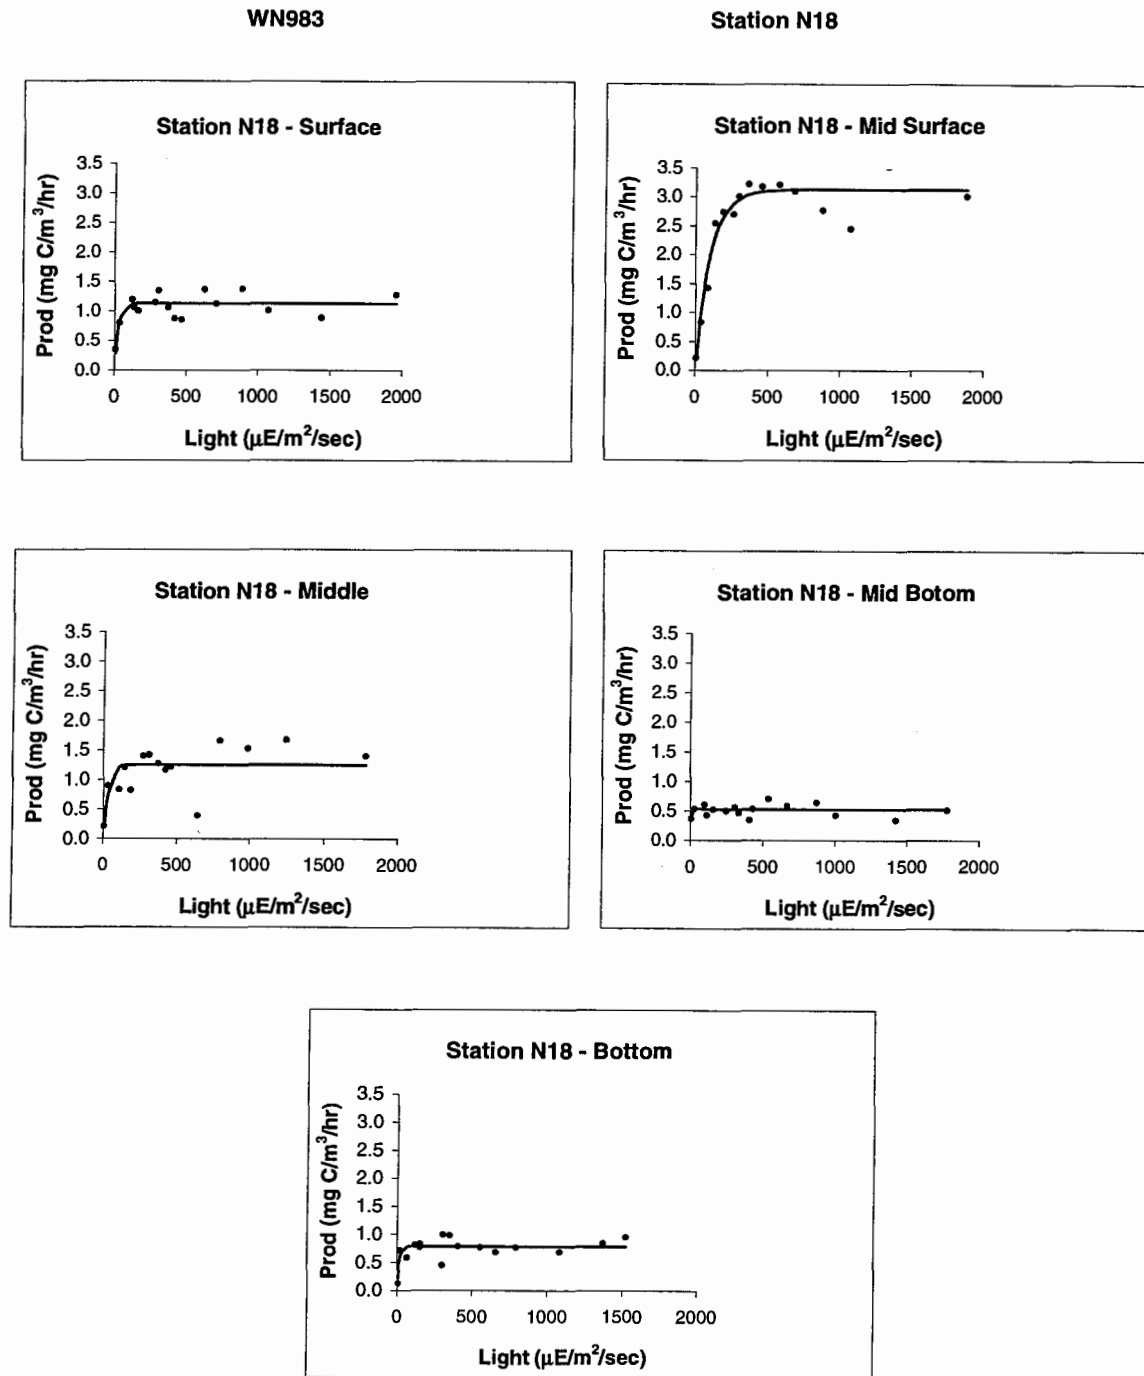 WN983
Station N18
Station N18 - Surface
Prod (mg C/m³/hr)
3.5
3.0
2.5
2.0
1.5
1.0
0.5
0.0
0 500 1000 1500 2000
Light (µE/m²/sec)
Station N18 - Mid Surface
Prod (mg C/m³/hr)
3.5
3.0
2.5
2.0
1.5
1.0
0.5
0.0
0 500 1000 1500 2000
Light (µE/m²/sec)
Station N18 - Middle
Prod (mg C/m³/hr)
3.5
3.0
2.5
2.0
1.5
1.0
0.5
0.0
0 500 1000 1500 2000
Light (µE/m²/sec)
Station N18 - Mid Botom
Prod (mg C/m³/hr)
3.5
3.0
2.5
2.0
1.5
1.0
0.5
0.0
0 500 1000 1500 2000
Light (µE/m²/sec)
Station N18 - Bottom
Prod (mg C/m³/hr)
3.5
3.0
2.5
2.0
1.5
1.0
0.5
0.0
0 500 1000 1500 2000
Light (µE/m²/sec)